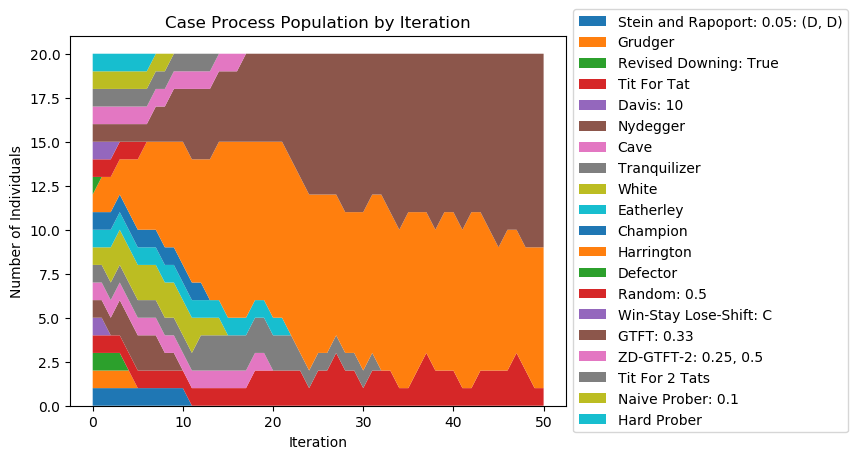 Case Process Population by Iteration
Number of Individuals
20.0
17.5
15.0
12.5
10.0
7.5
5.0
2.5
0.0
0
10
20
30
40
50
Iteration
Stein and Rapoport: 0.05: (D, D)
Grudger
Revised Downing: True
Tit For Tat
Davis: 10
Nydegger
Cave
Tranquilizer
White
Eatherley
Champion
Harrington
Defector
Random: 0.5
Win-Stay Lose-Shift: C
GTFT: 0.33
ZD-GTFT-2: 0.25, 0.5
Tit For 2 Tats
Naive Prober: 0.1
Hard Prober